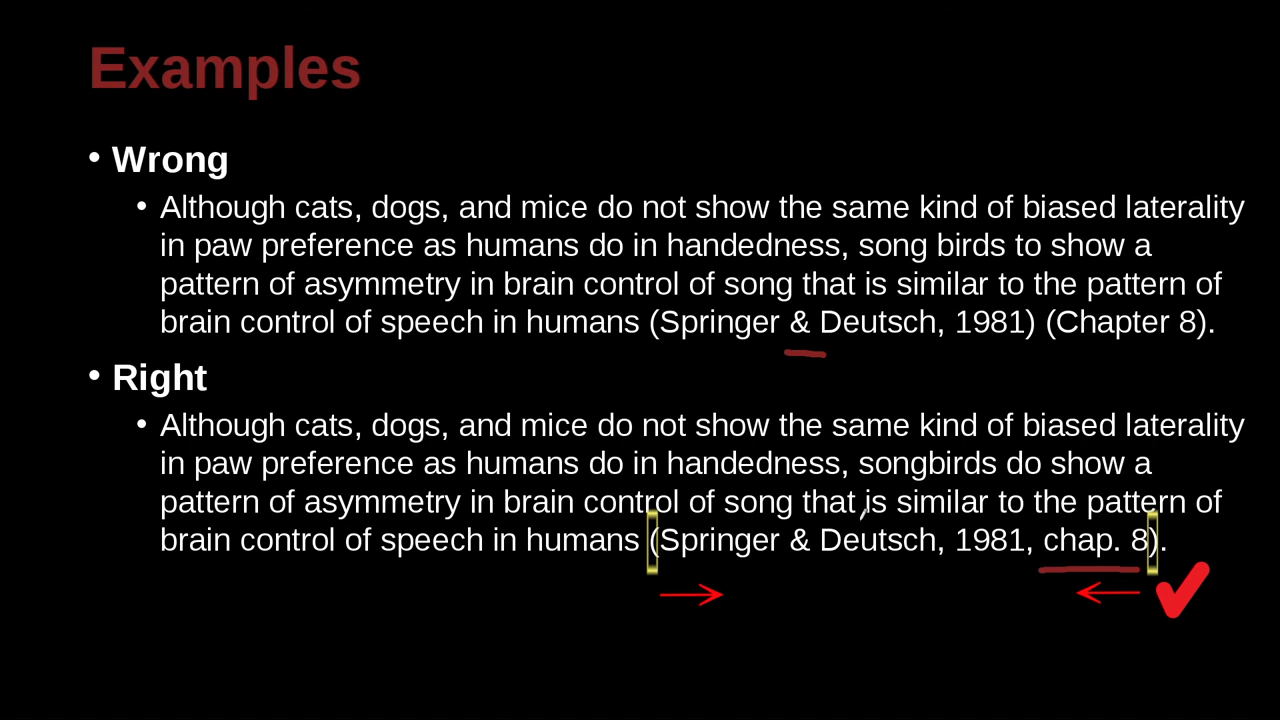 Examples
• Wrong
• Although cats, dogs, and mice do not show the same kind of biased laterality
in paw preference as humans do in handedness, song birds to show a
pattern of asymmetry in brain control of song that is similar to the pattern of
brain control of speech in humans (Springer & Deutsch, 1981) (Chapter 8).
• Right
• Although cats, dogs, and mice do not show the same kind of biased laterality
in paw preference as humans do in handedness, songbirds do show a
pattern of asymmetry in brain control of song that is similar to the pattern of
brain control of speech in humans (Springer & Deutsch, 1981, chap. 8).